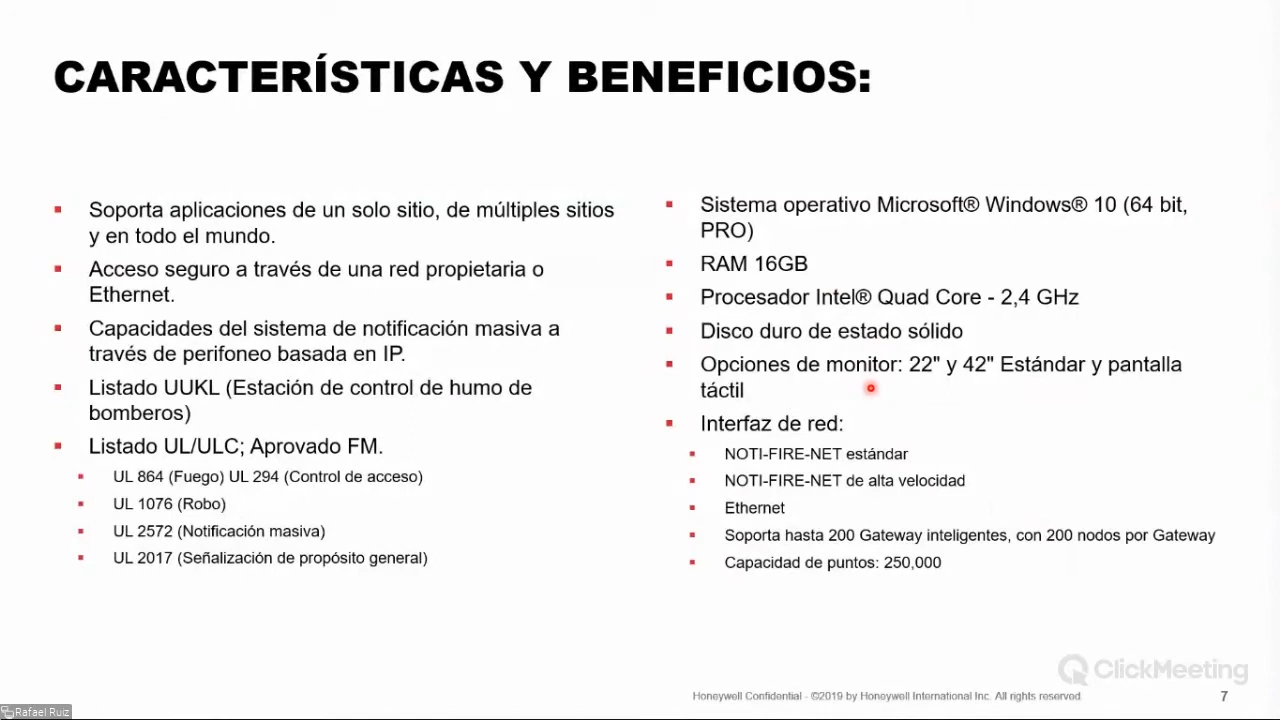 CARACTERÍSTICAS Y BENEFICIOS:
Soporta aplicaciones de un solo sitio, de múltiples sitios
y en todo el mundo.
Acceso seguro a través de una red propietaria o
Ethernet.
Capacidades del sistema de notificación masiva a
través de perifoneo basada en IP.
Listado UUKL (Estación de control de humo de
bomberos)
Listado UL/ULC; Aprovado FM.
UL 864 (Fuego) UL 294 (Control de acceso)
UL 1076 (Robo)
UL 2572 (Notificación masiva)
UL 2017 (Señalización de propósito general)
Sistema operativo Microsoft® Windows® 10 (64 bit,
PRO)
RAM 16GB
Procesador Intel® Quad Core - 2,4 GHz
Disco duro de estado sólido
Opciones de monitor: 22" y 42" Estándar y pantalla
táctil
Interfaz de red:
NOTI-FIRE-NET estándar
NOTI-FIRE-NET de alta velocidad
Ethernet
Soporta hasta 200 Gateway inteligentes, con 200 nodos por Gateway
Capacidad de puntos: 250,000
ClickMeeting
Honeywell Confidential - ©2019 by Honeywell International Inc. All rights reserved
7
Rafael Ruiz